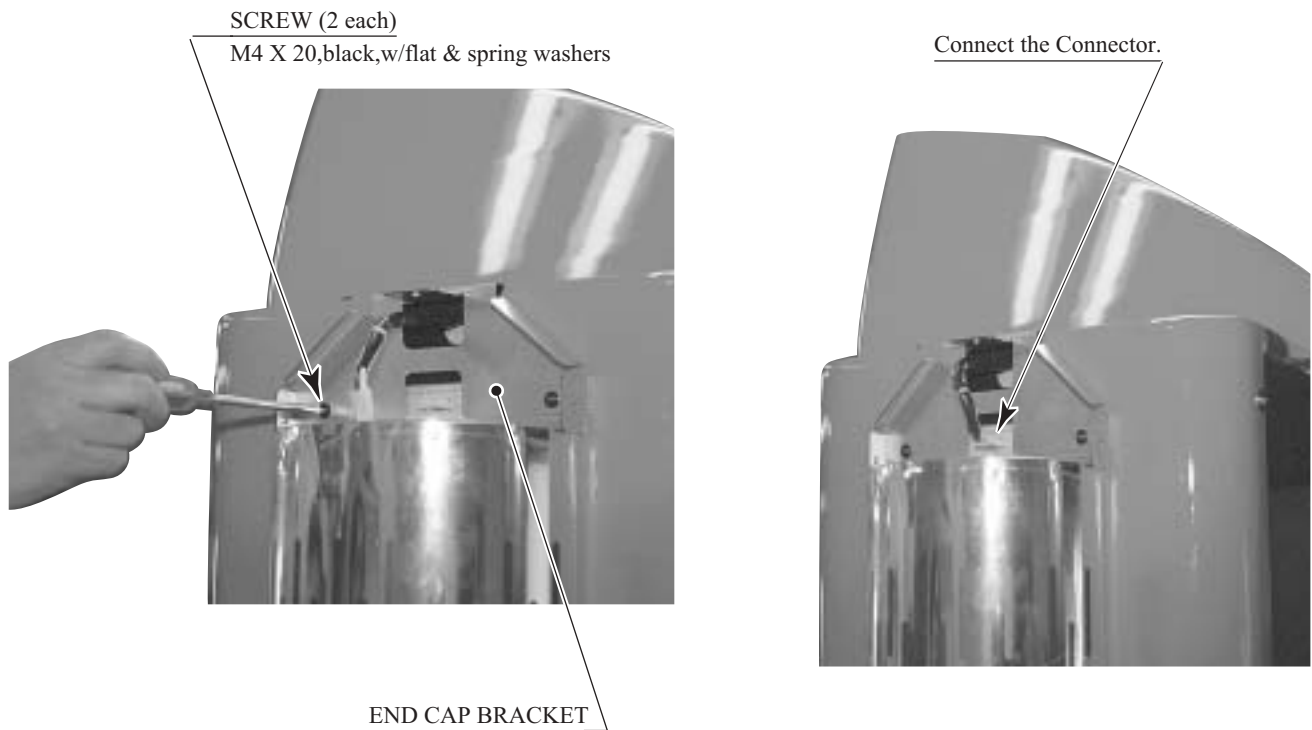 SCREW (2 each)
M4 X 20,black,w/flat & spring washers
Connect the Connector.
END CAP BRACKET